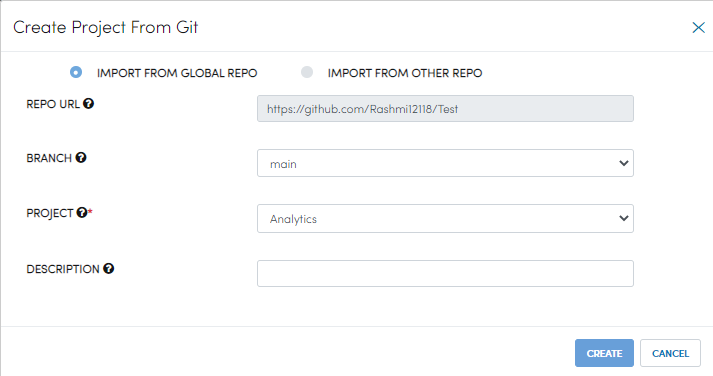 Create Project From Git
IMPORT FROM GLOBAL REPO IMPORT FROM OTHER REPO
REPO URL ? https://github.com/Rashmi12118/Test
BRANCH ? main
PROJECT ?* Analytics
DESCRIPTION ?
CREATE CANCEL